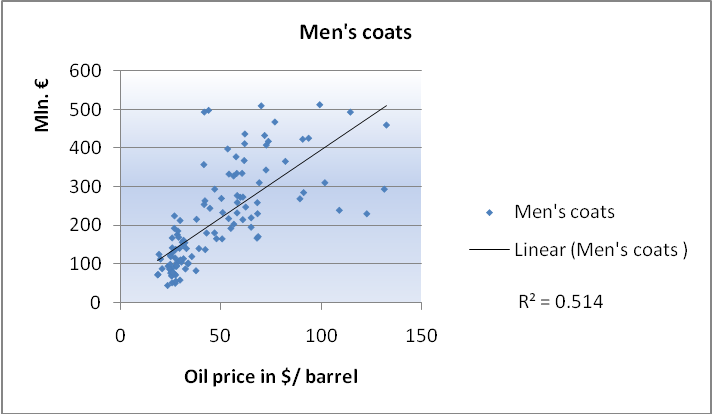 Men's coats
Mln. €
600
500
400
300
200
100
0
0 50 100 150
Oil price in $/ barrel
Men's coats
Linear (Men's coats )
R² = 0.514